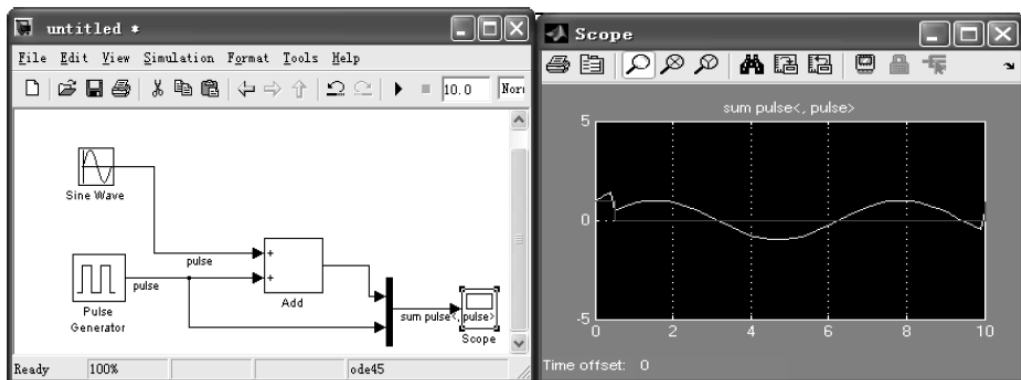 untitled *
File Edit View Simulation Format Tools Help
10.0
Sine Wave
pulse
pulse
Pulse
Generator
+
+
Add
sum pulse<, pulse>
Scope
Ready 100% ode45
Scope
sum pulse<, pulse>
5
0
-5
0 2 4 6 8 10
Time offset: 0